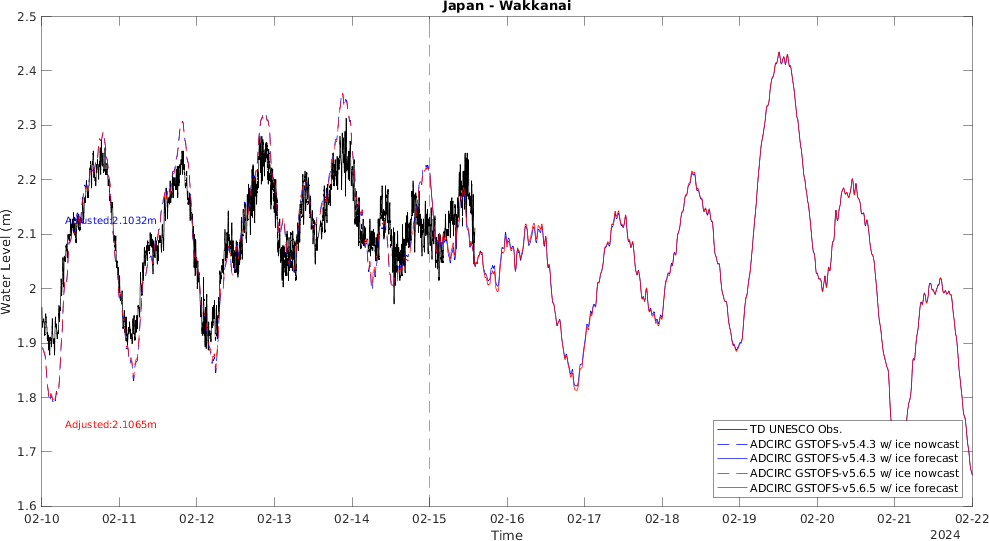 Japan - Wakkanai
2.5
2.4
2.3
2.2
2.1
2
1.9
1.8
1.7
1.6
Water Level (m)
Adjusted:2.1032m
Adjusted:2.1065m
TD UNESCO Obs.
ADCIRC GSTOFS-v5.4.3 w/ ice nowcast
ADCIRC GSTOFS-v5.4.3 w/ ice forecast
ADCIRC GSTOFS-v5.6.5 w/ ice nowcast
ADCIRC GSTOFS-v5.6.5 w/ ice forecast
02-10 02-11 02-12 02-13 02-14 02-15 02-16 02-17 02-18 02-19 02-20 02-21 02-22
Time
2024